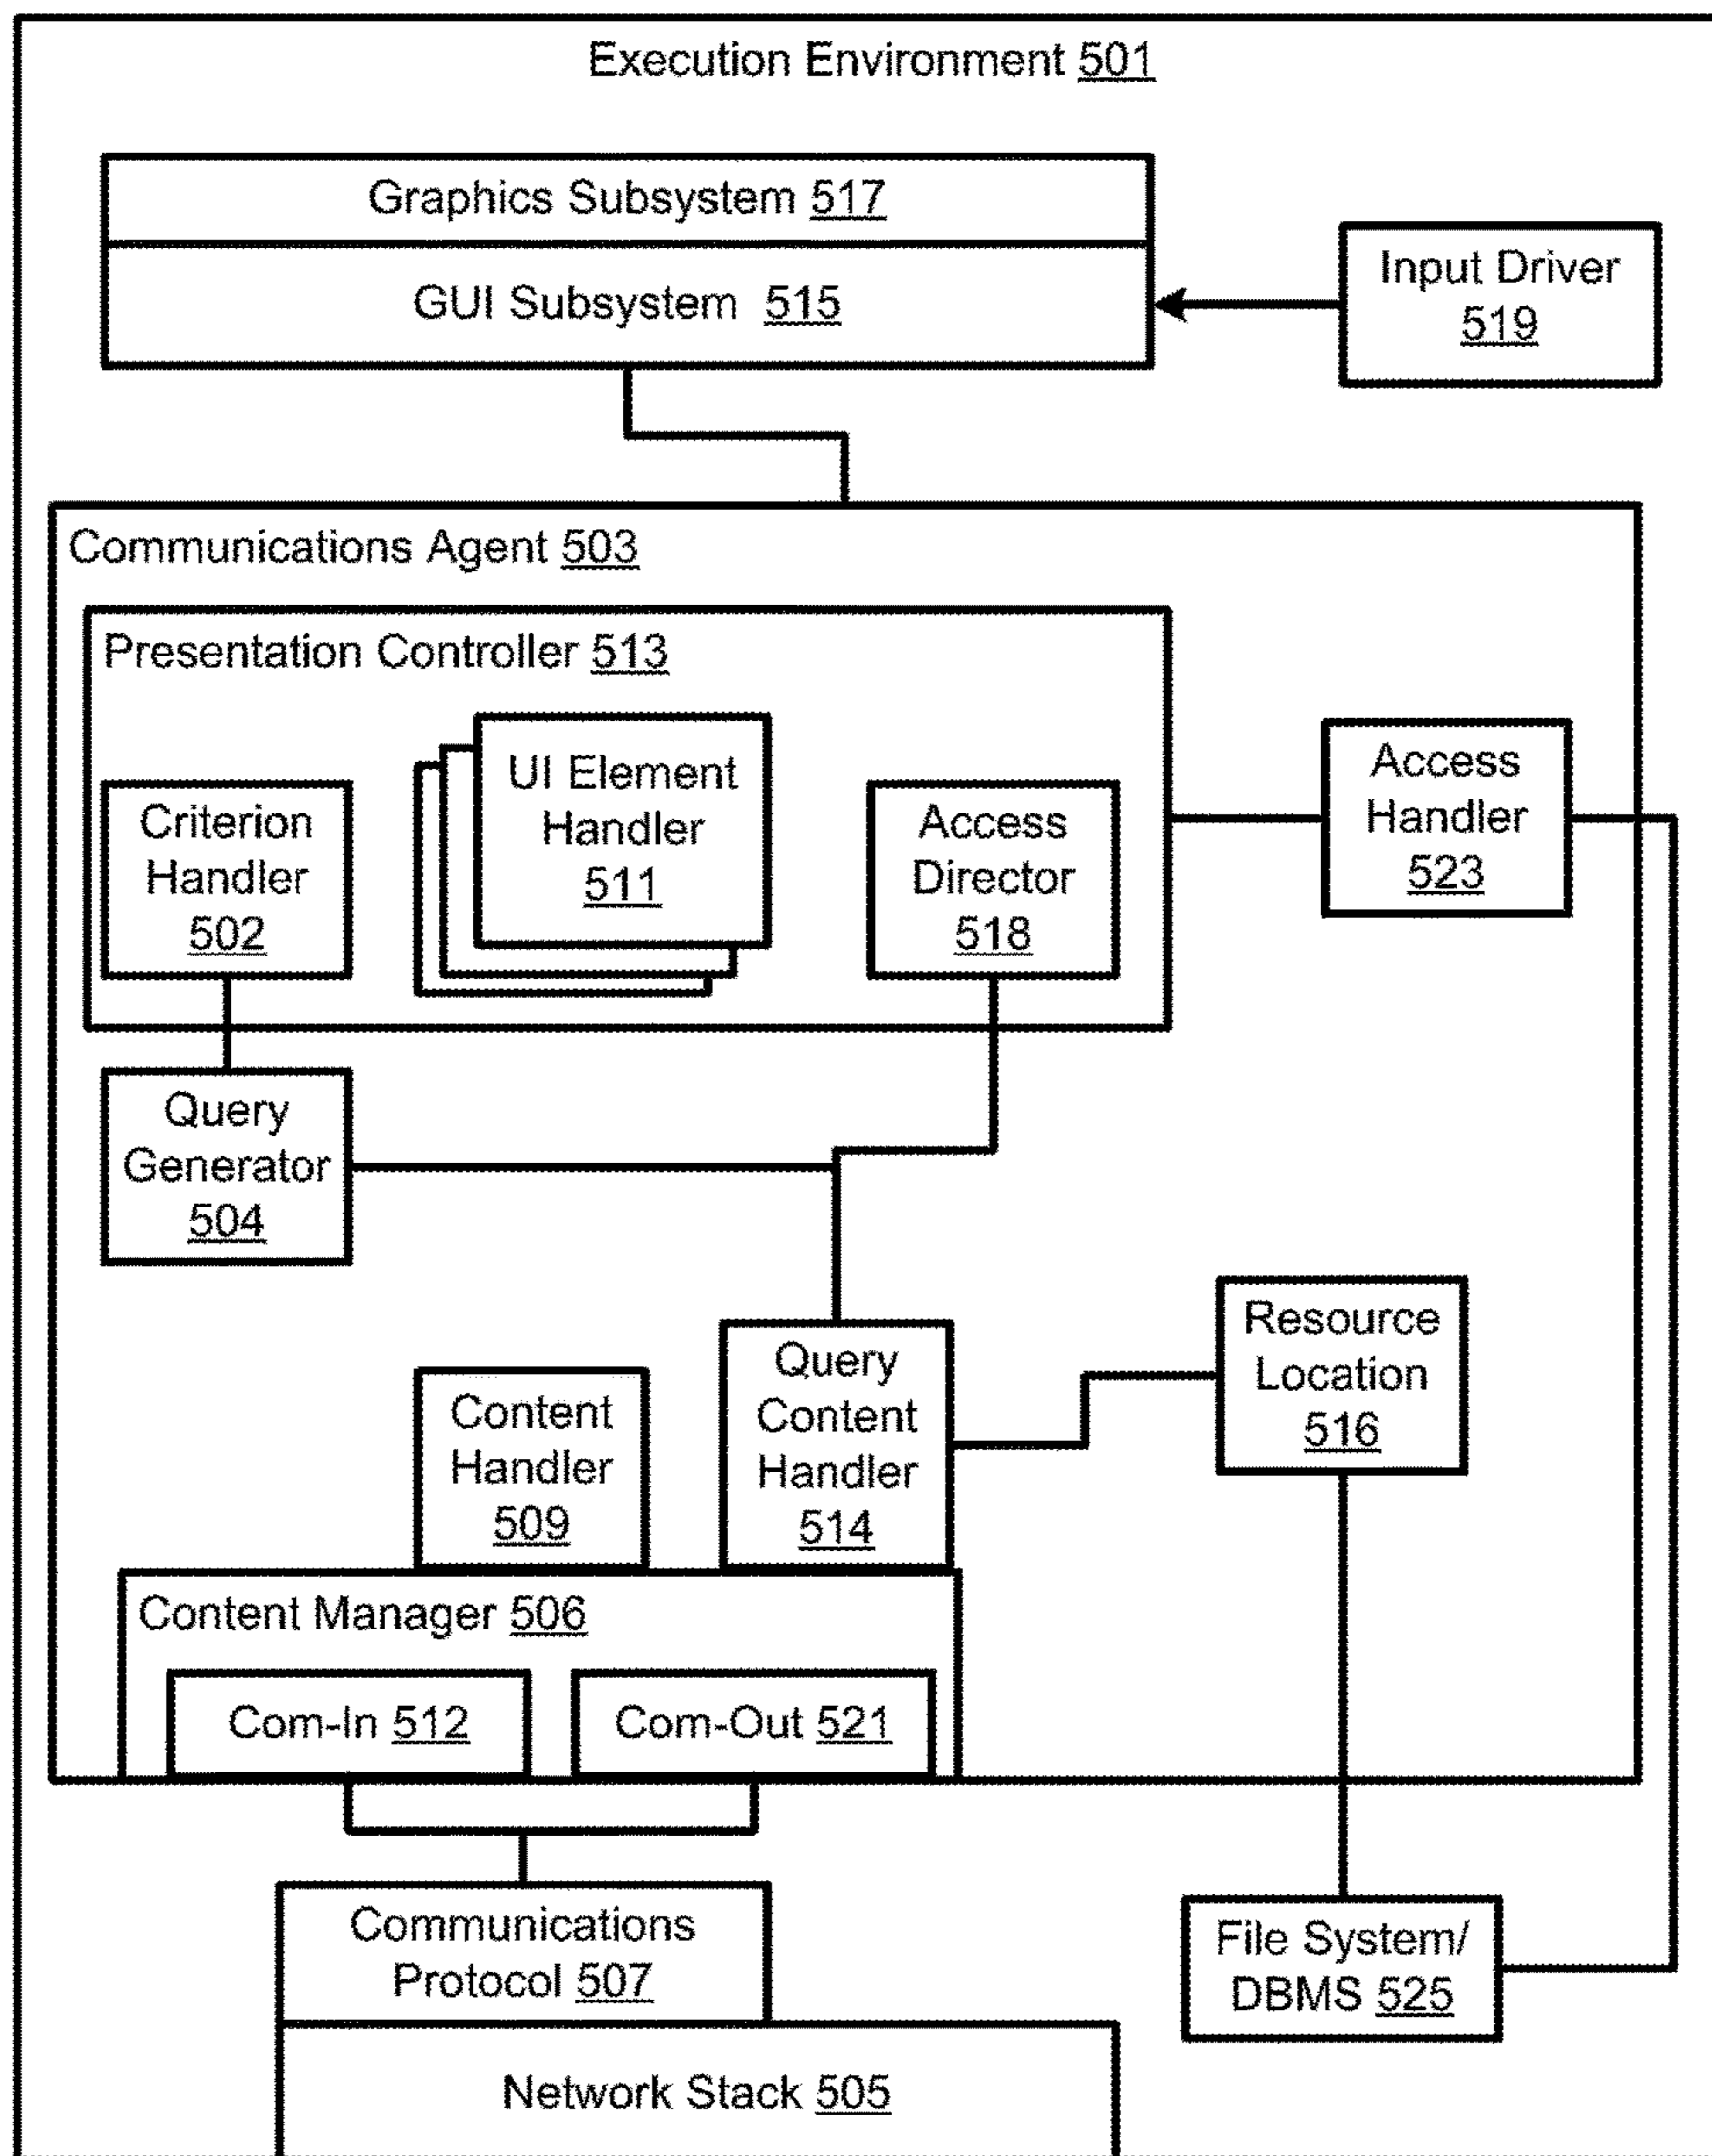 Execution Environment 501
Graphics Subsystem 517
GUI Subsystem 515
Input Driver
519
Communications Agent 503
Presentation Controller 513
Criterion
Handler
502
UI Element
Handler
511
Access
Director
518
Access
Handler
523
Query
Generator
504
Content
Handler
509
Query
Content
Handler
514
Resource
Location
516
Content Manager 506
Com-In 512
Com-Out 521
Communications
Protocol 507
File System/
DBMS 525
Network Stack 505